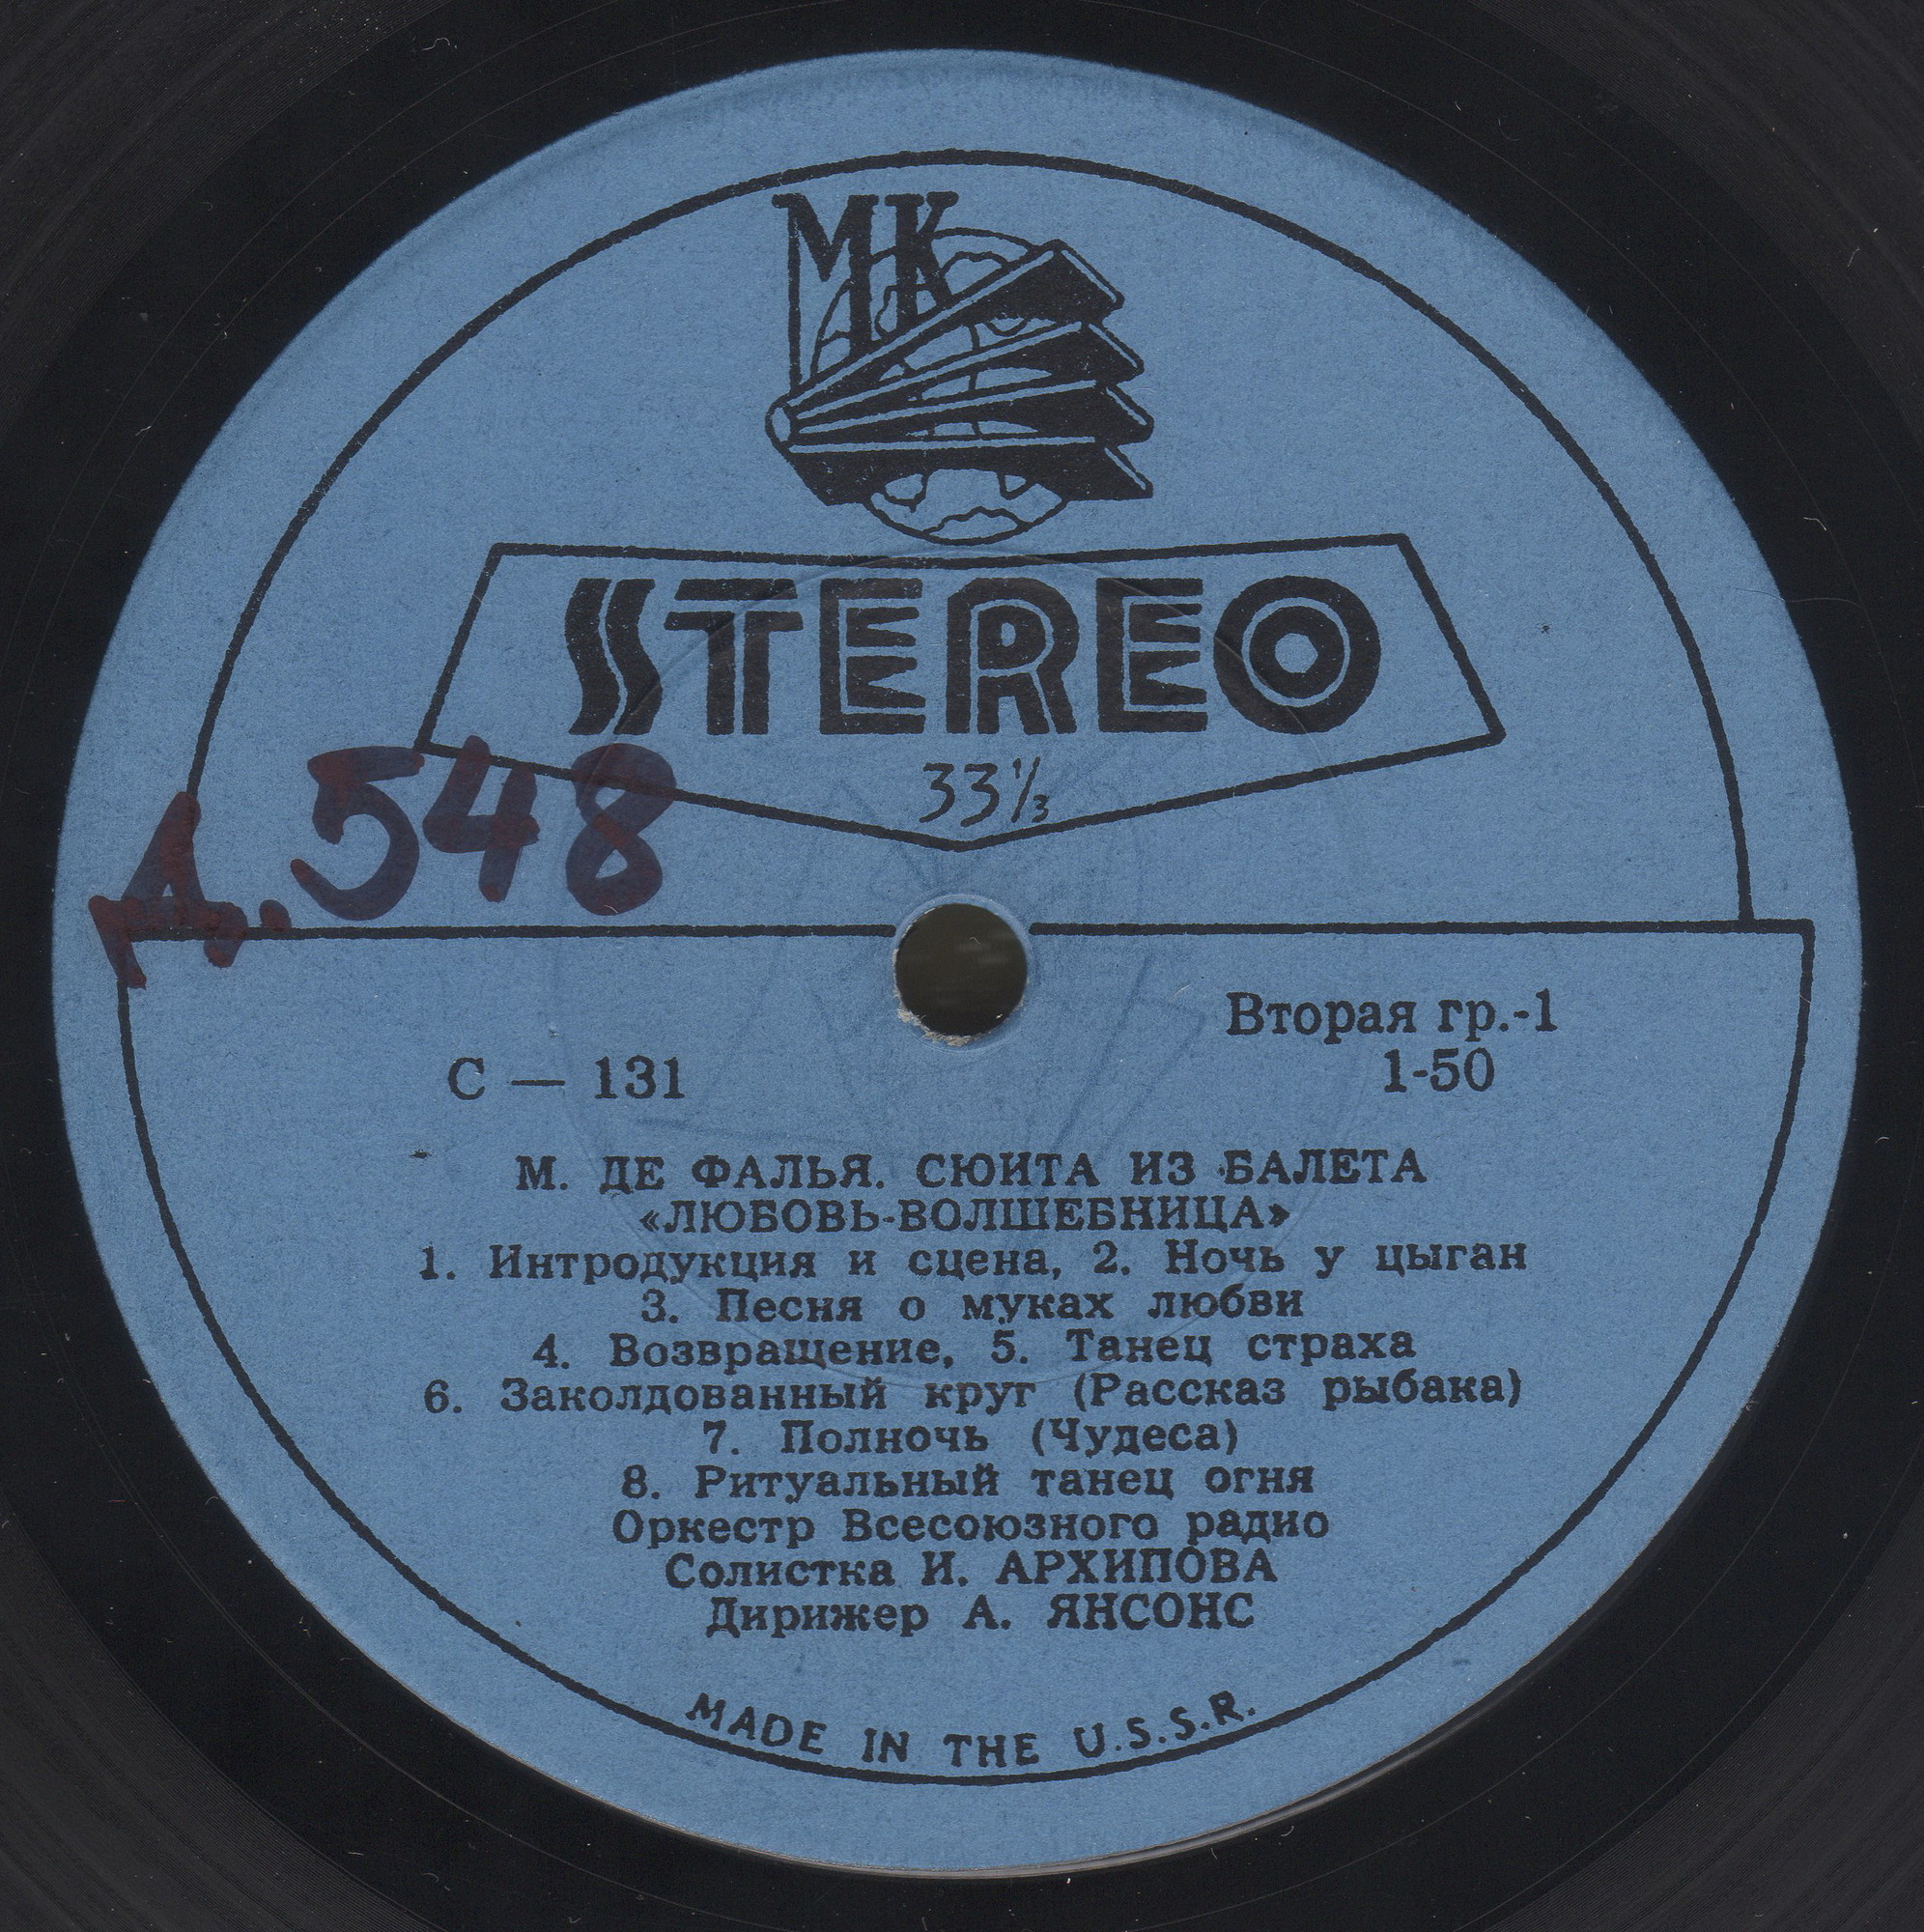 МК
STEREO
33⅓
Д. 548
Вторая гр.-1
С — 131
1-50
М. ДЕ ФАЛЬЯ. СЮИТА ИЗ БАЛЕТА
«ЛЮБОВЬ-ВОЛШЕБНИЦА»
1. Интродукция и сцена, 2. Ночь у цыган
3. Песня о муках любви
4. Возвращение, 5. Танец страха
6. Заколдованный круг (Рассказ рыбака)
7. Полночь (Чудеса)
8. Ритуальный танец огня
Оркестр Всесоюзного радио
Солистка И. АРХИПОВА
Дирижер А. ЯНСОНС
MADE IN THE U.S.S.R.